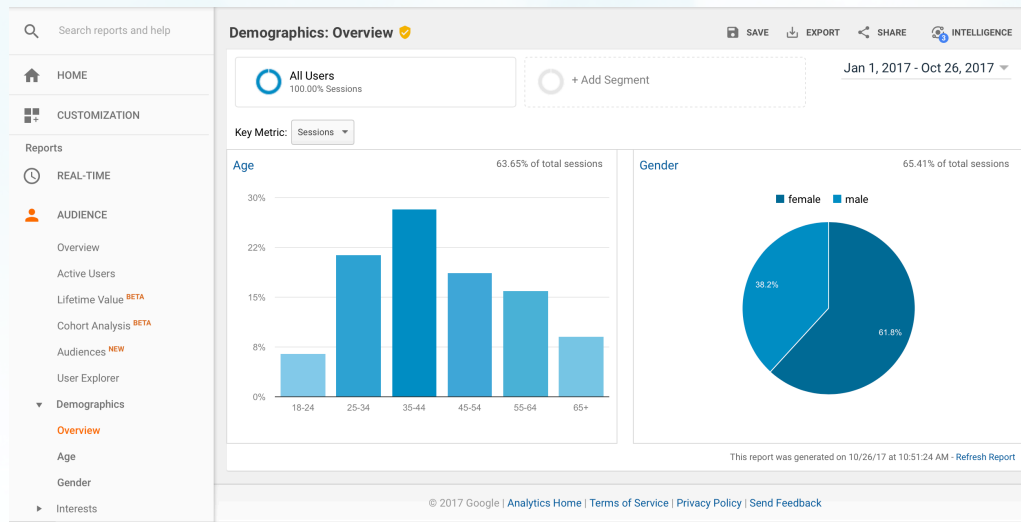 Search reports and help
HOME
CUSTOMIZATION
Reports
REAL-TIME
AUDIENCE
Overview
Active Users
Lifetime Value BETA
Cohort Analysis BETA
Audiences NEW
User Explorer
Demographics
Overview
Age
Gender
Interests
Demographics: Overview
SAVE EXPORT SHARE 3 INTELLIGENCE
All Users
100.00% Sessions
+ Add Segment
Jan 1, 2017 - Oct 26, 2017
Key Metric: Sessions
Age 63.65% of total sessions
30%
22%
15%
8%
0%
18-24 25-34 35-44 45-54 55-64 65+
Gender 65.41% of total sessions
female male
38.2%
61.8%
This report was generated on 10/26/17 at 10:51:24 AM - Refresh Report
© 2017 Google | Analytics Home | Terms of Service | Privacy Policy | Send Feedback